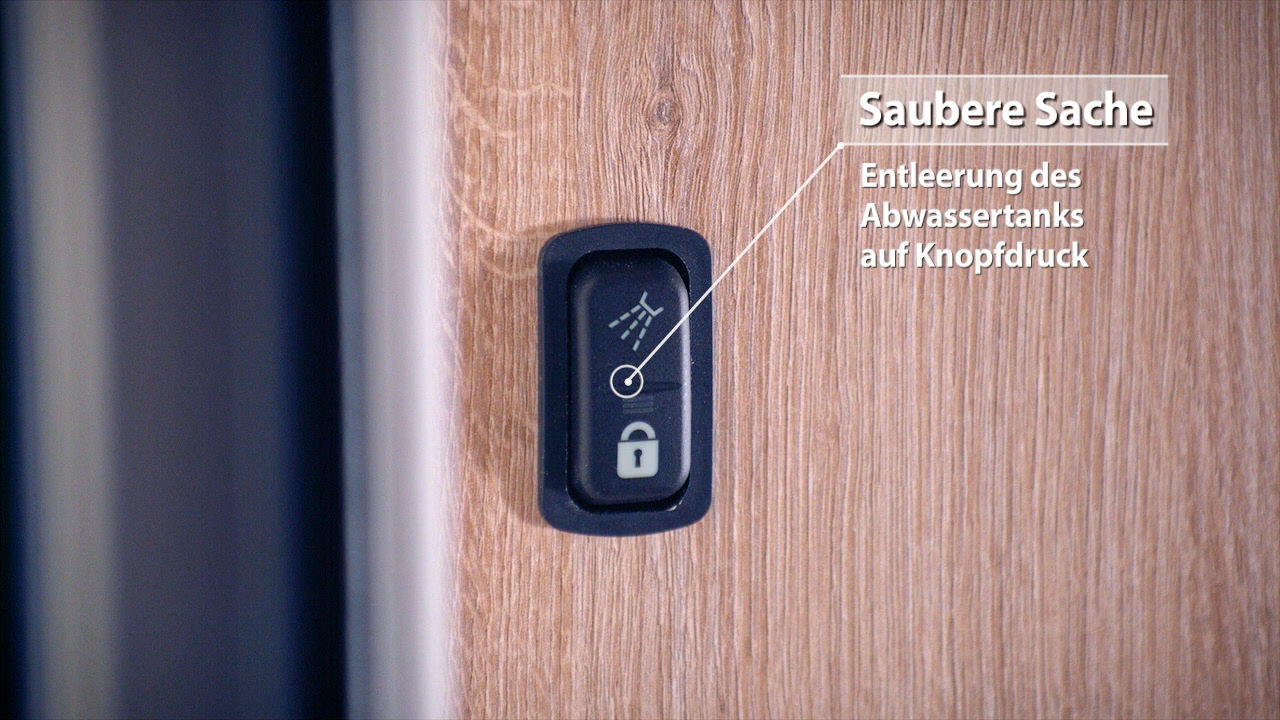 Saubere Sache
Entleerung des
Abwassertanks
auf Knopfdruck